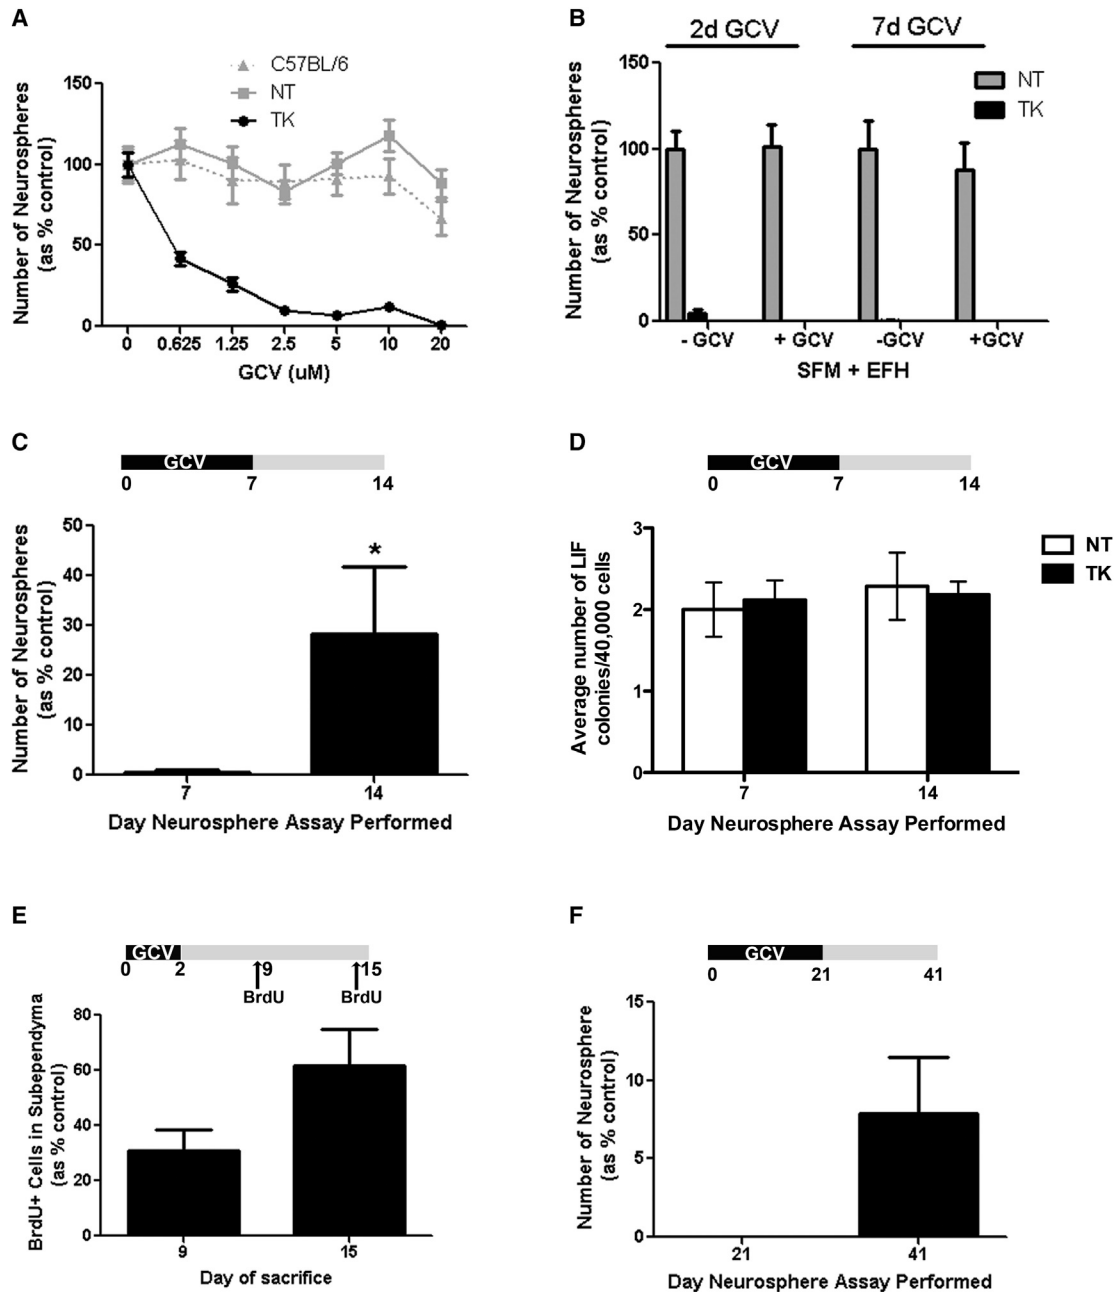 A
C57BL/6
NT
TK
Number of Neurospheres
(as % control)
150
100
50
0
0 0.625 1.25 2.5 5 10 20
GCV (uM)
B
2d GCV 7d GCV
NT
TK
Number of Neurospheres
(as % control)
150
100
50
0
- GCV + GCV -GCV +GCV
SFM + EFH
C
GCV
0 7 14
Number of Neurospheres
(as % control)
50
40
30
20
10
0
*
7 14
Day Neurosphere Assay Performed
D
GCV
0 7 14
NT
TK
Average number of LIF
colonies/40,000 cells
3
2
1
0
7 14
Day Neurosphere Assay Performed
E
GCV
0 2 9 15
BrdU BrdU
BrdU+ Cells in Subependyma
(as % control)
80
60
40
20
0
9 15
Day of sacrifice
F
GCV
0 21 41
Number of Neurosphere
(as % control)
15
10
5
0
21 41
Day Neurosphere Assay Performed